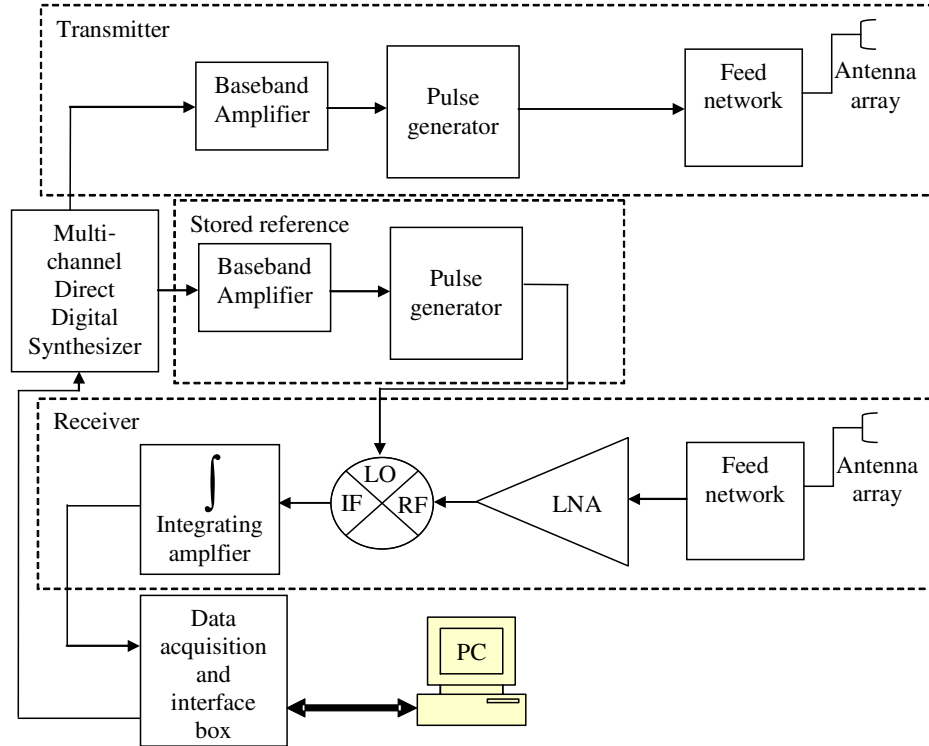 Transmitter
Baseband
Amplifier
Pulse
generator
Feed
network
Antenna
array
Multi-
channel
Direct
Digital
Synthesizer
Stored reference
Baseband
Amplifier
Pulse
generator
Receiver
∫
Integrating
amplfier
LO
IF
RF
LNA
Feed
network
Antenna
array
Data
acquisition
and
interface
box
PC